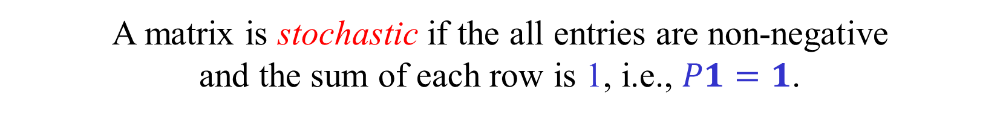 A matrix is stochastic if the all entries are non-negative
and the sum of each row is 1, i.e., P1 = 1.